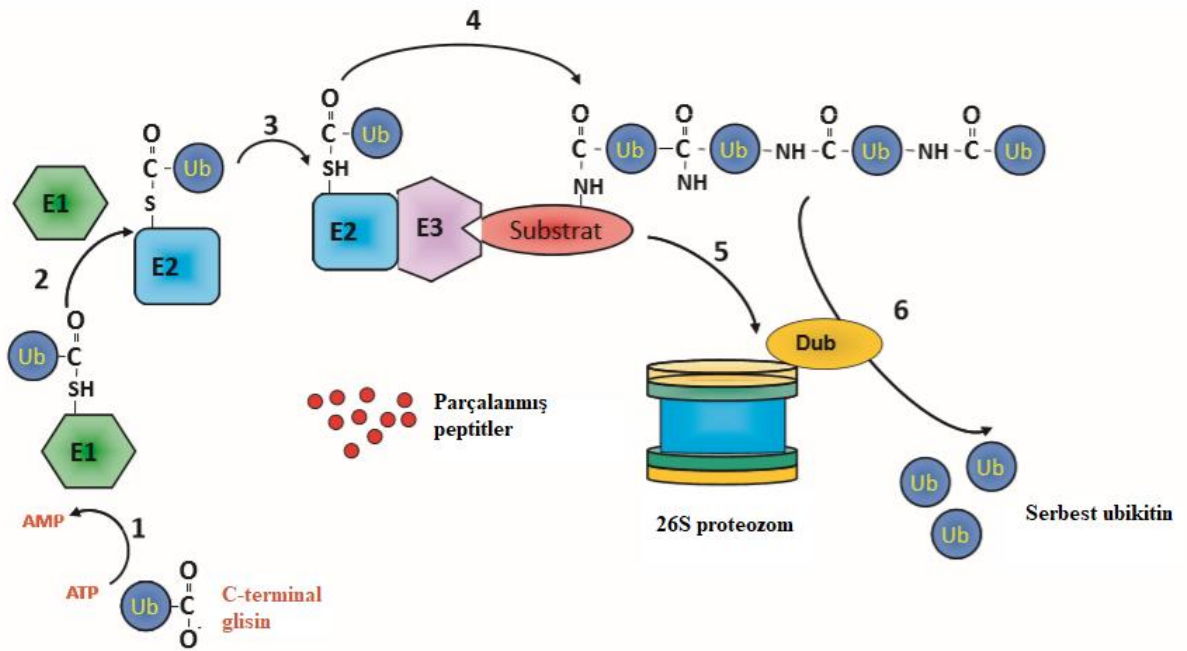 4
O
C
Ub
SH
3
O
C
Ub
S
E1
E2
2
E2
E3
Substrat
O
C
NH
Ub
C
O
NH
Ub
NH
O
C
Ub
NH
O
C
Ub
5
6
Dub
O
Ub
C
SH
E1
Parçalanmış
peptitler
26S proteozom
Ub
Ub
Ub
Serbest ubikitin
AMP
1
ATP
Ub
O
C
O-
C-terminal
glisin